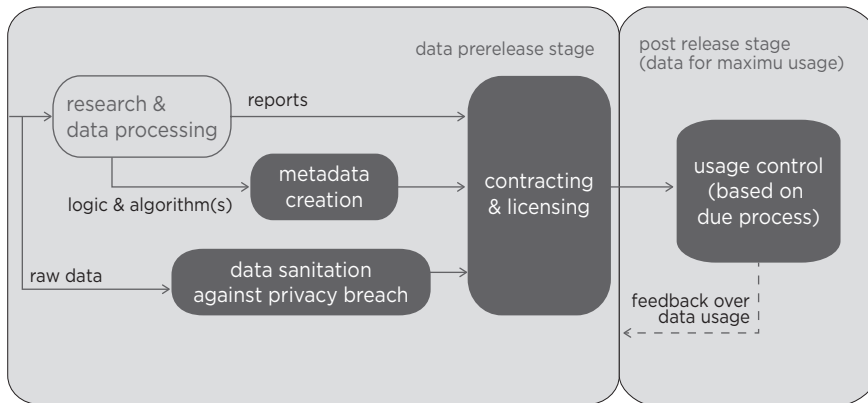 data prerelease stage
post release stage
(data for maximu usage)
research &
data processing
reports
metadata
creation
logic & algorithm(s)
contracting
& licensing
usage control
(based on
due process)
raw data
data sanitation
against privacy breach
feedback over
data usage